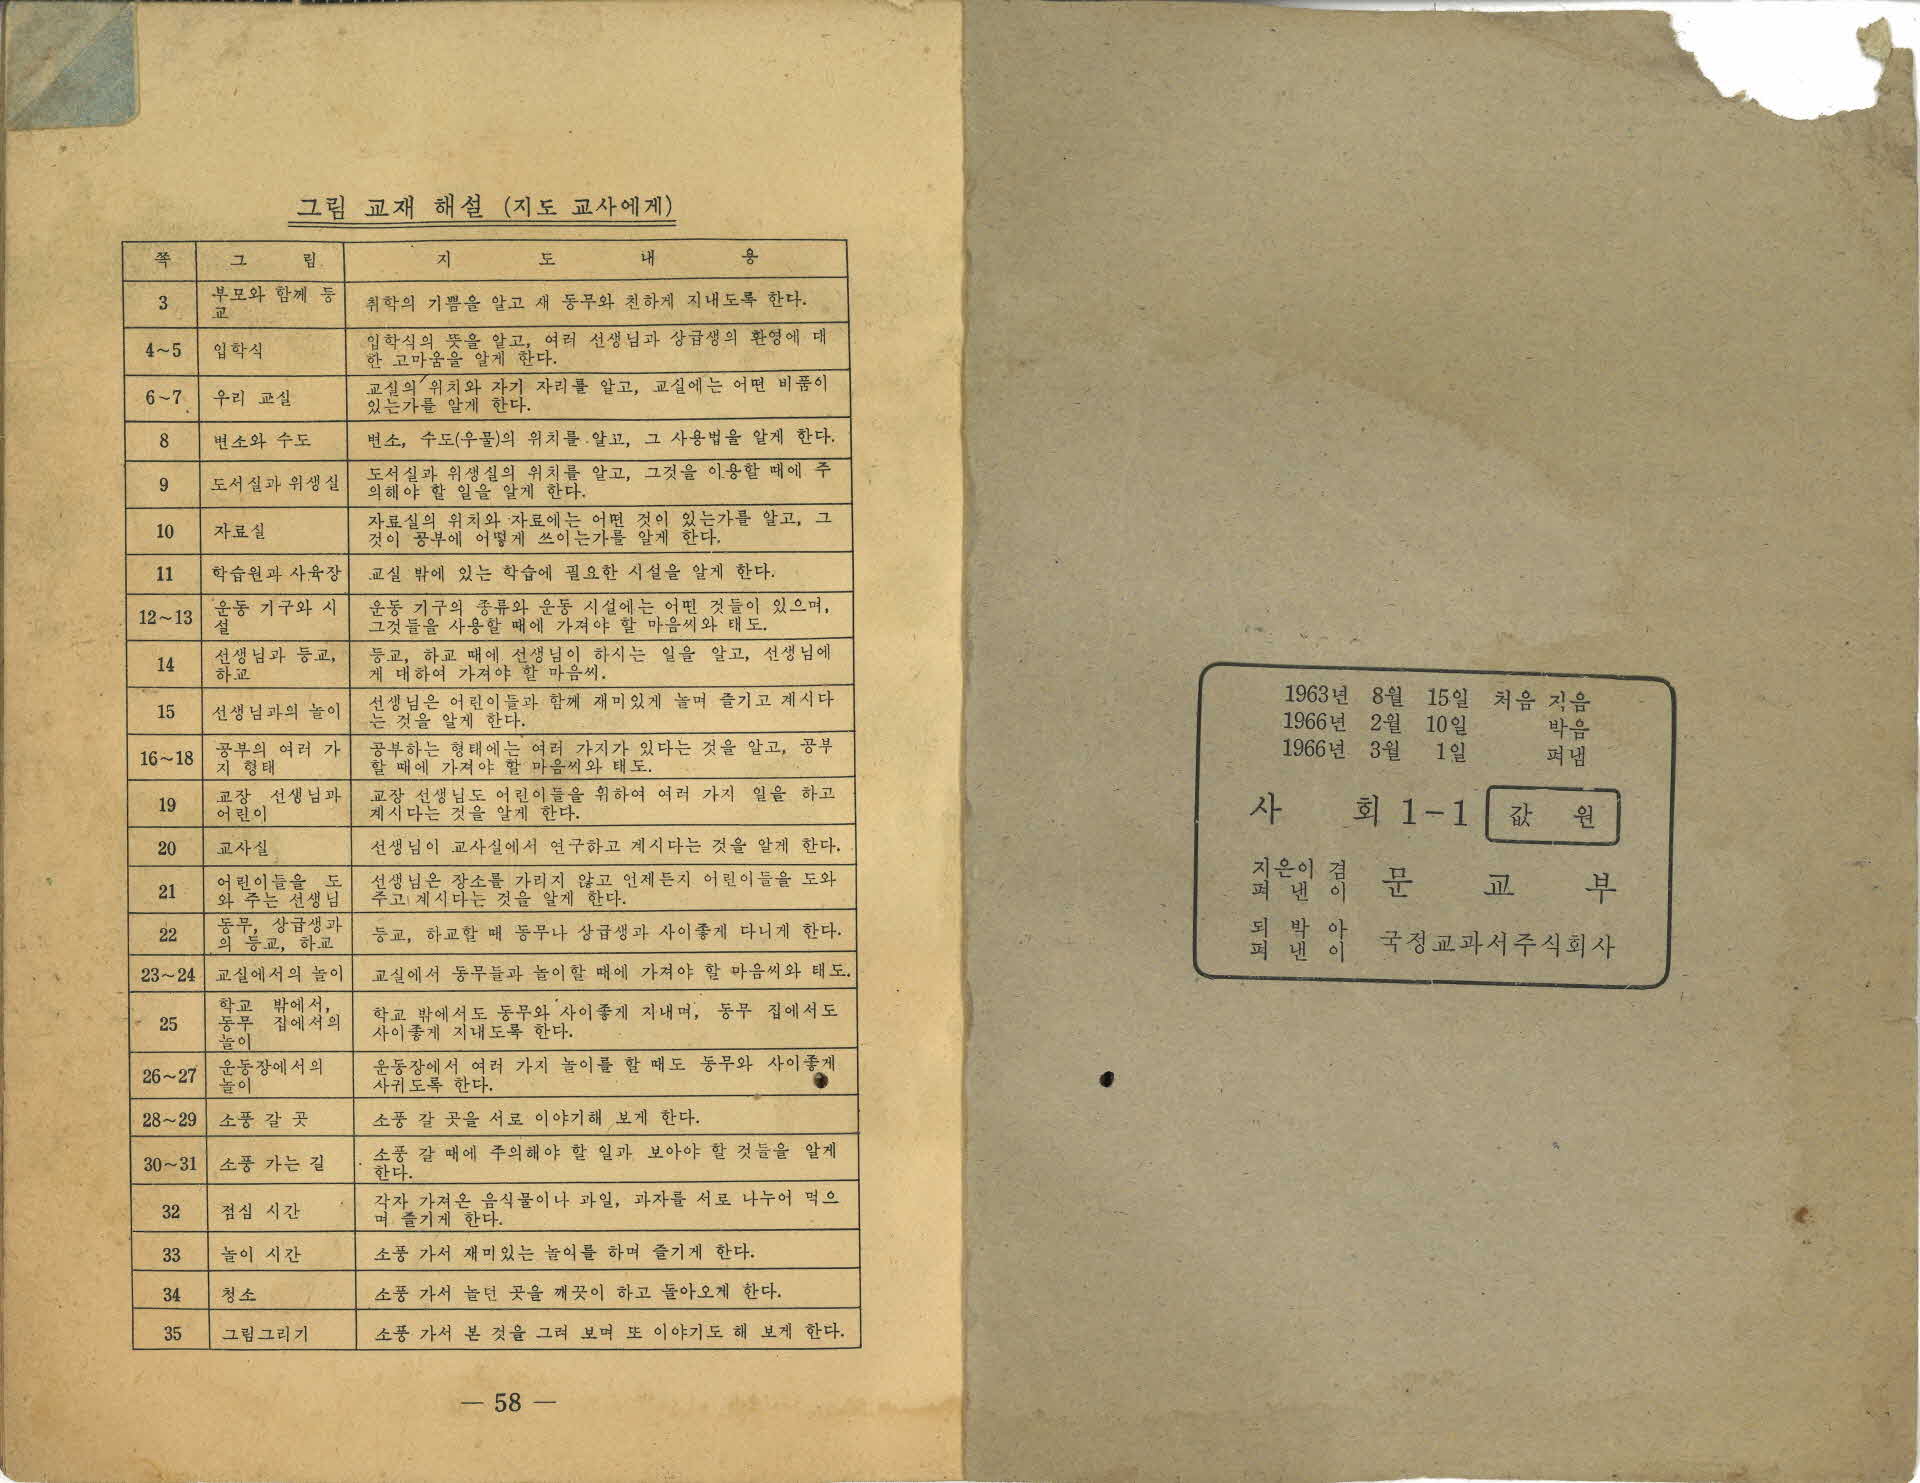 그림 교재 해설 (지도 교사에게)
쪽 그 림 지 도 내 용
3 부모와 함께 등
교
취학의 기쁨을 알고 새 동무와 친하게 지내도록 한다.
4~5 입학식
입학식의 뜻을 알고, 여러 선생님과 상급생의 환영에 대
한 고마움을 알게 한다.
6~7 우리 교실
교실의 위치와 자기 자리를 알고, 교실에는 어떤 비품이
있는가를 알게 한다.
8 변소와 수도 변소, 수도(우물)의 위치를 알고, 그 사용법을 알게 한다.
9 도서실과 위생실
도서실과 위생실의 위치를 알고, 그것을 이용할 때에 주
의해야 할 일을 알게 한다.
10 자료실
자료실의 위치와 자료에는 어떤 것이 있는가를 알고, 그
것이 공부에 어떻게 쓰이는가를 알게 한다.
11 학습원과 사육장 교실 밖에 있는 학습에 필요한 시설을 알게 한다.
12~13 운동 기구와 시
설
운동 기구의 종류와 운동 시설에는 어떤 것들이 있으며,
그것들을 사용할 때에 가져야 할 마음씨와 태도.
14 선생님과 등교,
하교
등교, 하교 때에 선생님이 하시는 일을 알고, 선생님에
게 대하여 가져야 할 마음씨.
15 선생님과의 놀이
선생님은 어린이들과 함께 재미있게 놀며 즐기고 계시다
는 것을 알게 한다.
16~18 공부의 여러 가
지 형태
공부하는 형태에는 여러 가지가 있다는 것을 알고, 공부
할 때에 가져야 할 마음씨와 태도.
19 교장 선생님과
어린이
교장 선생님도 어린이들을 위하여 여러 가지 일을 하고
계시다는 것을 알게 한다.
20 교사실 선생님이 교사실에서 연구하고 계시다는 것을 알게 한다.
21 어린이들을 도
와 주는 선생님
선생님은 장소를 가리지 않고 언제든지 어린이들을 도와
주고 계시다는 것을 알게 한다.
22 동무, 상급생과
의 등교, 하교
등교, 하교할 때 동무나 상급생과 사이좋게 다니게 한다.
23~24 교실에서의 놀이 교실에서 동무들과 놀이할 때에 가져야 할 마음씨와 태도.
25 학교 밖에서,
동무 집에서의
놀이
학교 밖에서도 동무와 사이좋게 지내며, 동무 집에서도
사이좋게 지내도록 한다.
26~27 운동장에서의
놀이
운동장에서 여러 가지 놀이를 할 때도 동무와 사이좋게
사귀도록 한다.
28~29 소풍 갈 곳 소풍 갈 곳을 서로 이야기해 보게 한다.
30~31 소풍 가는 길
소풍 갈 때에 주의해야 할 일과 보아야 할 것들을 알게
한다.
32 점심 시간
각자 가져온 음식물이나 과일, 과자를 서로 나누어 먹으
며 즐기게 한다.
33 놀이 시간 소풍 가서 재미있는 놀이를 하며 즐기게 한다.
34 청소 소풍 가서 놀던 곳을 깨끗이 하고 돌아오게 한다.
35 그림그리기 소풍 가서 본 것을 그려 보며 또 이야기도 해 보게 한다.
— 58 —
1963년 8월 15일 처음 직음
1966년 2월 10일 박음
1966년 3월 1일 펴냄
사 회 1-1 값 원
지은이 겸
펴 낸 이
문 교 부
되 박 아
펴 낸 이
국정교과서주식회사